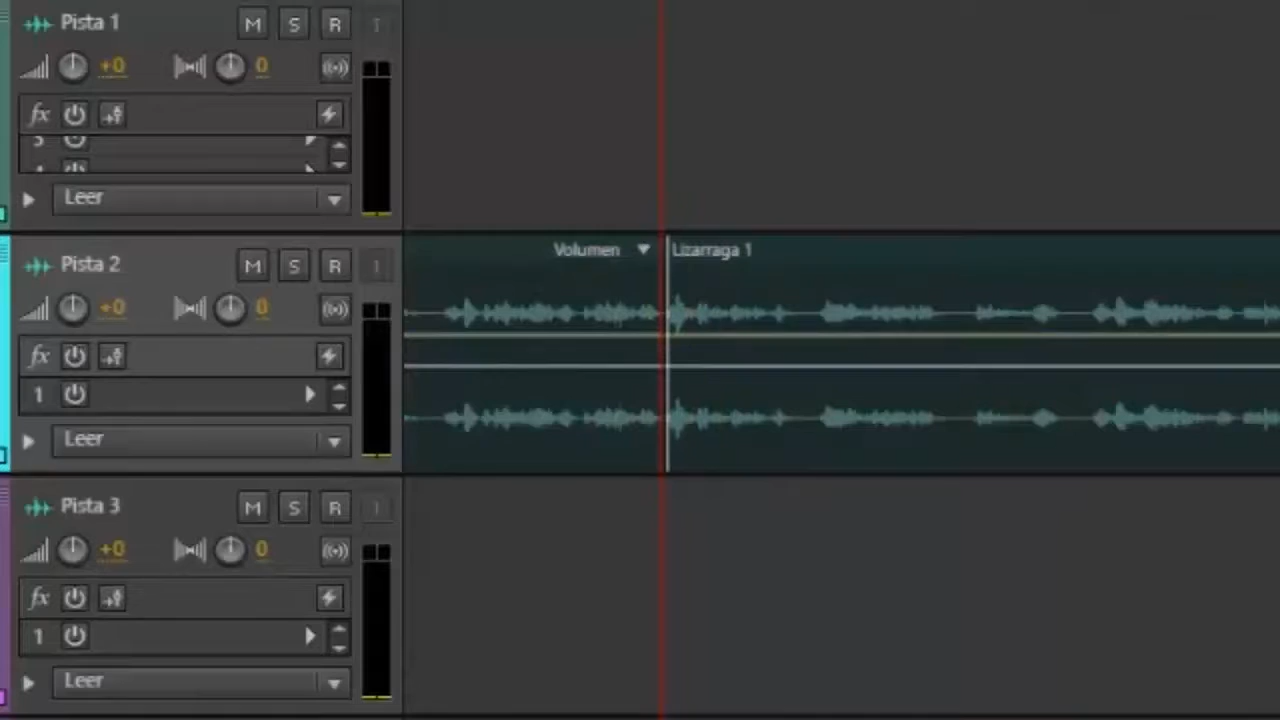 Pista 1 M S R I
+0 0
fx
3
Leer
Pista 2 M S R I Volumen Lizarraga 1
+0 0
fx
1
Leer
Pista 3 M S R I
+0 0
fx
1
Leer